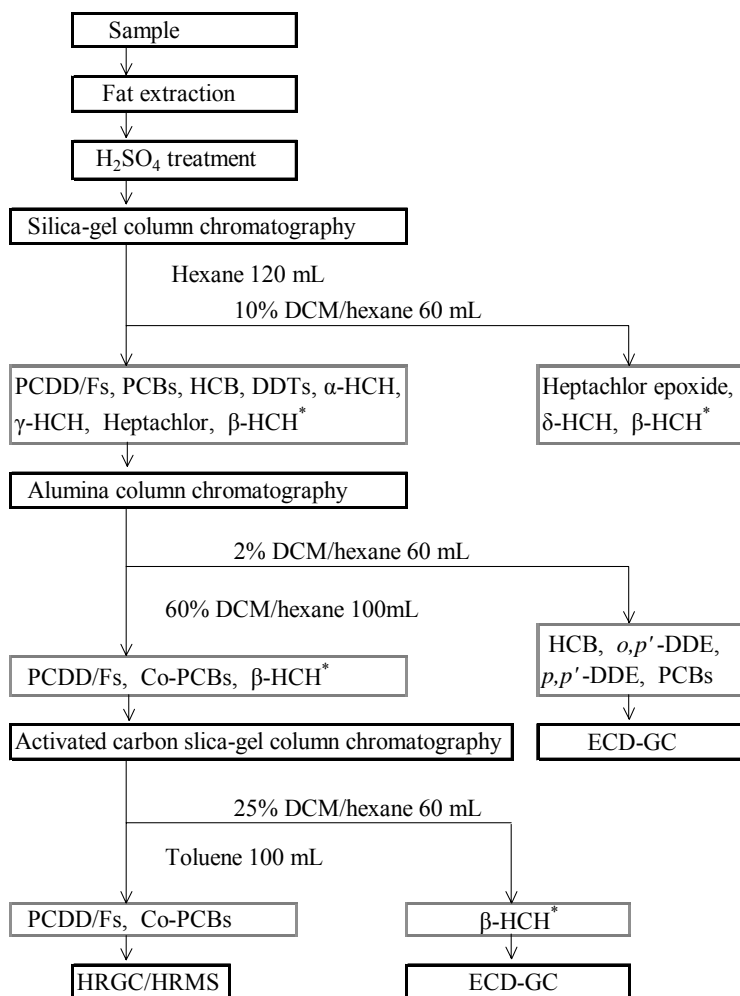 Sample
Fat extraction
H₂SO₄ treatment
Silica-gel column chromatography
Hexane 120 mL
10% DCM/hexane 60 mL
PCDD/Fs, PCBs, HCB, DDTs, α-HCH,
γ-HCH, Heptachlor, β-HCH*
Heptachlor epoxide,
δ-HCH, β-HCH*
Alumina column chromatography
2% DCM/hexane 60 mL
60% DCM/hexane 100mL
HCB, o,p'-DDE,
p,p'-DDE, PCBs
PCDD/Fs, Co-PCBs, β-HCH*
Activated carbon slica-gel column chromatography
ECD-GC
25% DCM/hexane 60 mL
Toluene 100 mL
PCDD/Fs, Co-PCBs
β-HCH*
HRGC/HRMS
ECD-GC